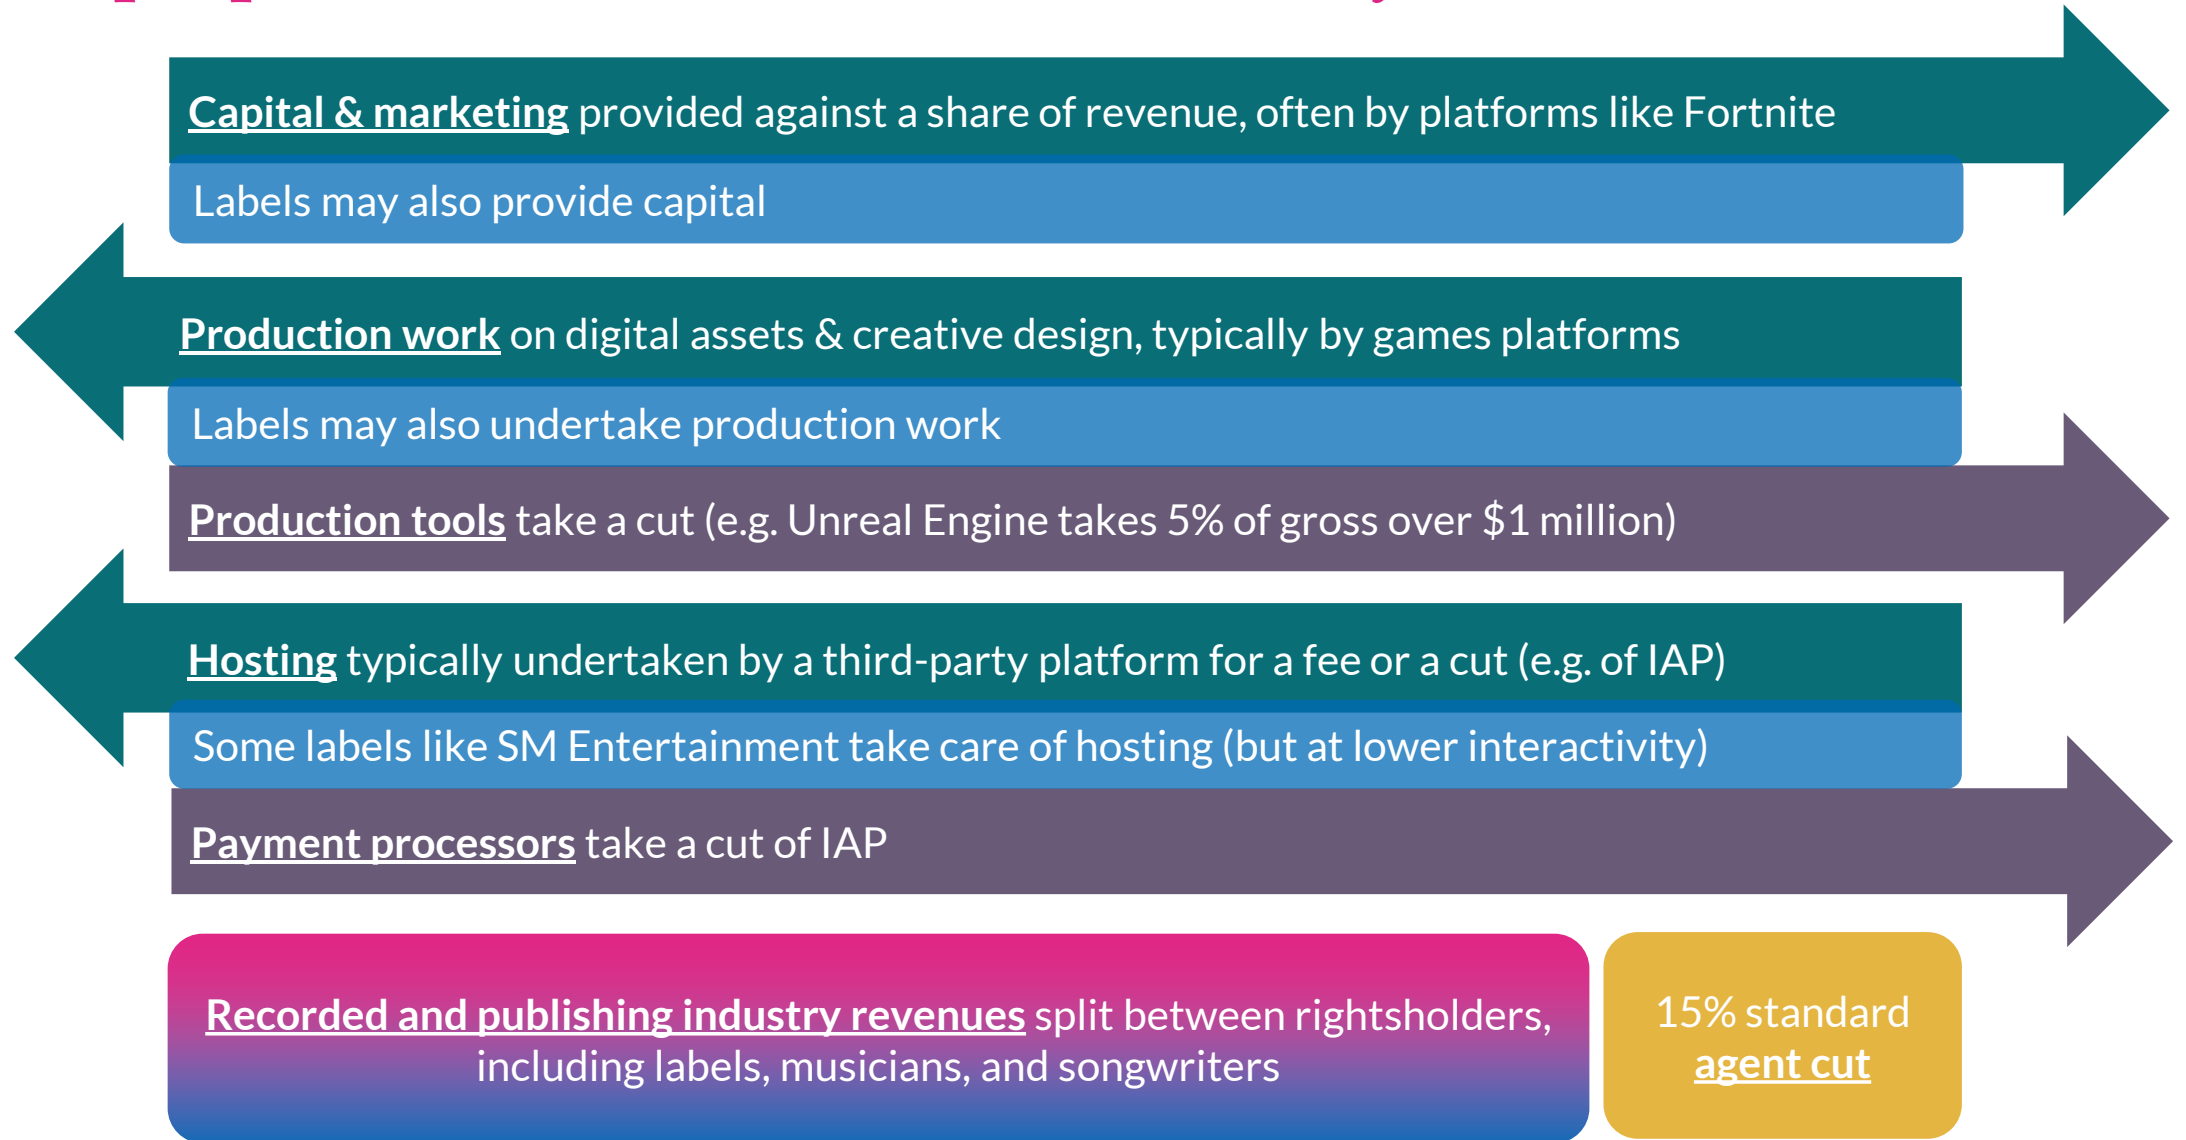 Capital & marketing provided against a share of revenue, often by platforms like Fortnite
Labels may also provide capital
Production work on digital assets & creative design, typically by games platforms
Labels may also undertake production work
Production tools take a cut (e.g. Unreal Engine takes 5% of gross over $1 million)
Hosting typically undertaken by a third-party platform for a fee or a cut (e.g. of IAP)
Some labels like SM Entertainment take care of hosting (but at lower interactivity)
Payment processors take a cut of IAP
Recorded and publishing industry revenues split between rightsholders,
including labels, musicians, and songwriters
15% standard
agent cut